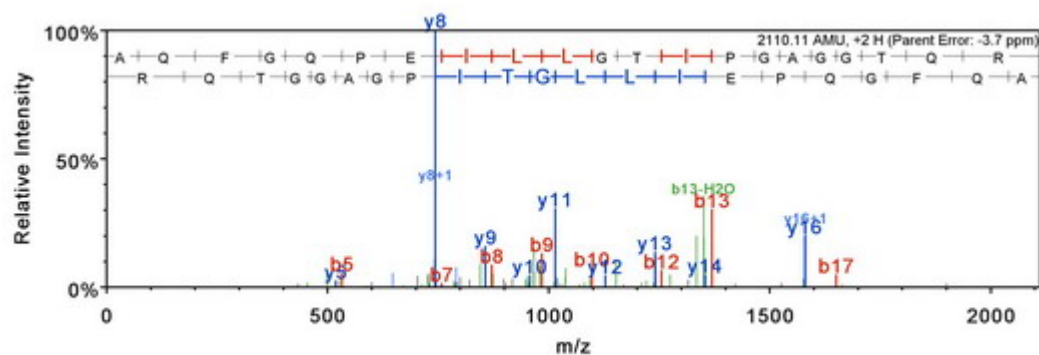 y8
100%
2110.11 AMU, +2 H (Parent Error: -3.7 ppm)
A Q F G Q P E I L L G T I P G A G G T Q R
R Q T G G A G P I T G L L I E P Q G F Q A
Relative Intensity
50%
y8+1
b13-H2O
y11
b13
y16+1
y16
y9
b9
y13
b5
b8
b10
b12
y5
b7
y10
y12
y14
b17
0%
0
500
1000
1500
2000
m/z